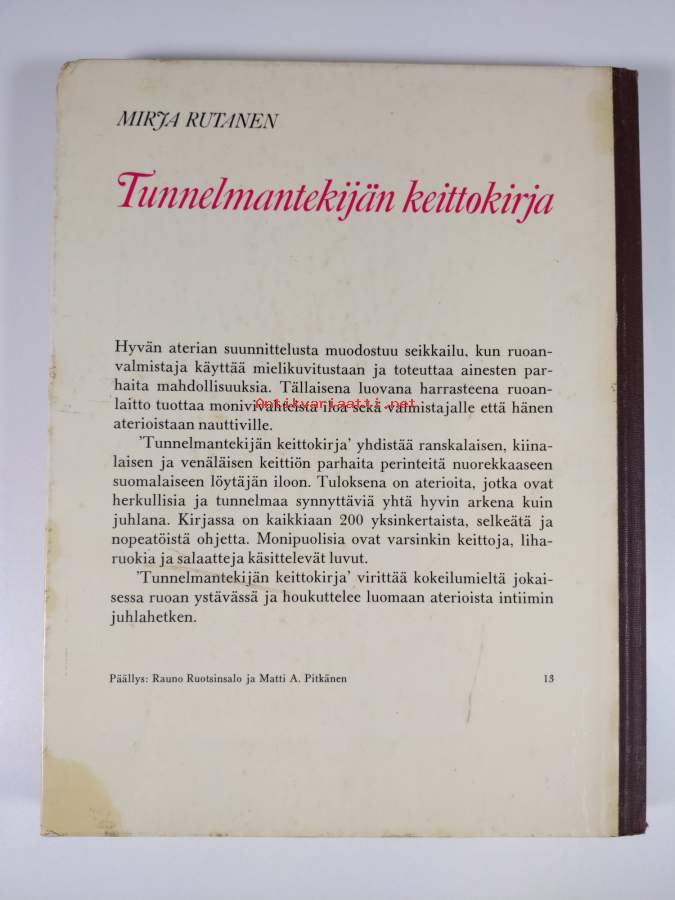 MIRJA RUTANEN
Tunnelmantekijän keittokirja
Hyvän aterian suunnittelusta muodostuu seikkailu, kun ruoan-
valmistaja käyttää mielikuvitustaan ja toteuttaa ainesten par-
haita mahdollisuuksia. Tällaisena luovana harrasteena ruoan-
laitto tuottaa monivivahteista iloa sekä valmistajalle että hänen
Antikvariaatti.net
aterioistaan nauttiville.
'Tunnelmantekijän keittokirja' yhdistää ranskalaisen, kiina-
laisen ja venäläisen keittiön parhaita perinteitä nuorekkaaseen
suomalaiseen löytäjän iloon. Tuloksena on aterioita, jotka ovat
herkullisia ja tunnelmaa synnyttäviä yhtä hyvin arkena kuin
juhlana. Kirjassa on kaikkiaan 200 yksinkertaista, selkeätä ja
nopeatöistä ohjetta. Monipuolisia ovat varsinkin keittoja, liha-
ruokia ja salaatteja käsittelevät luvut.
'Tunnelmantekijän keittokirja' virittää kokeilumieltä jokai-
sessa ruoan ystävässä ja houkuttelee luomaan aterioista intiimin
juhlahetken.
Päällys: Rauno Ruotsinsalo ja Matti A. Pitkänen 13